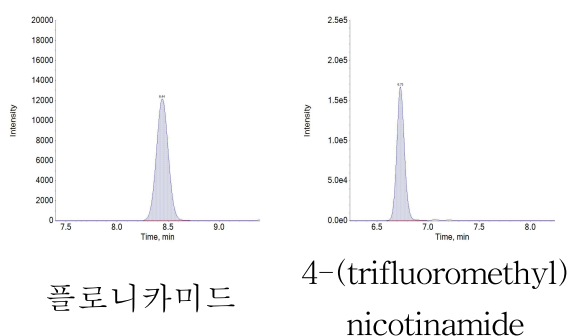 20000
18000
16000
14000
12000
10000
8000
6000
4000
2000
0
Intensity
7.5 8.0 8.5 9.0
Time, min
플로니카미드
2.5e5
2.0e5
1.5e5
1.0e5
5.0e4
0.0e0
Intensity
6.5 7.0 7.5 8.0
Time, min
4-(trifluoromethyl)
nicotinamide